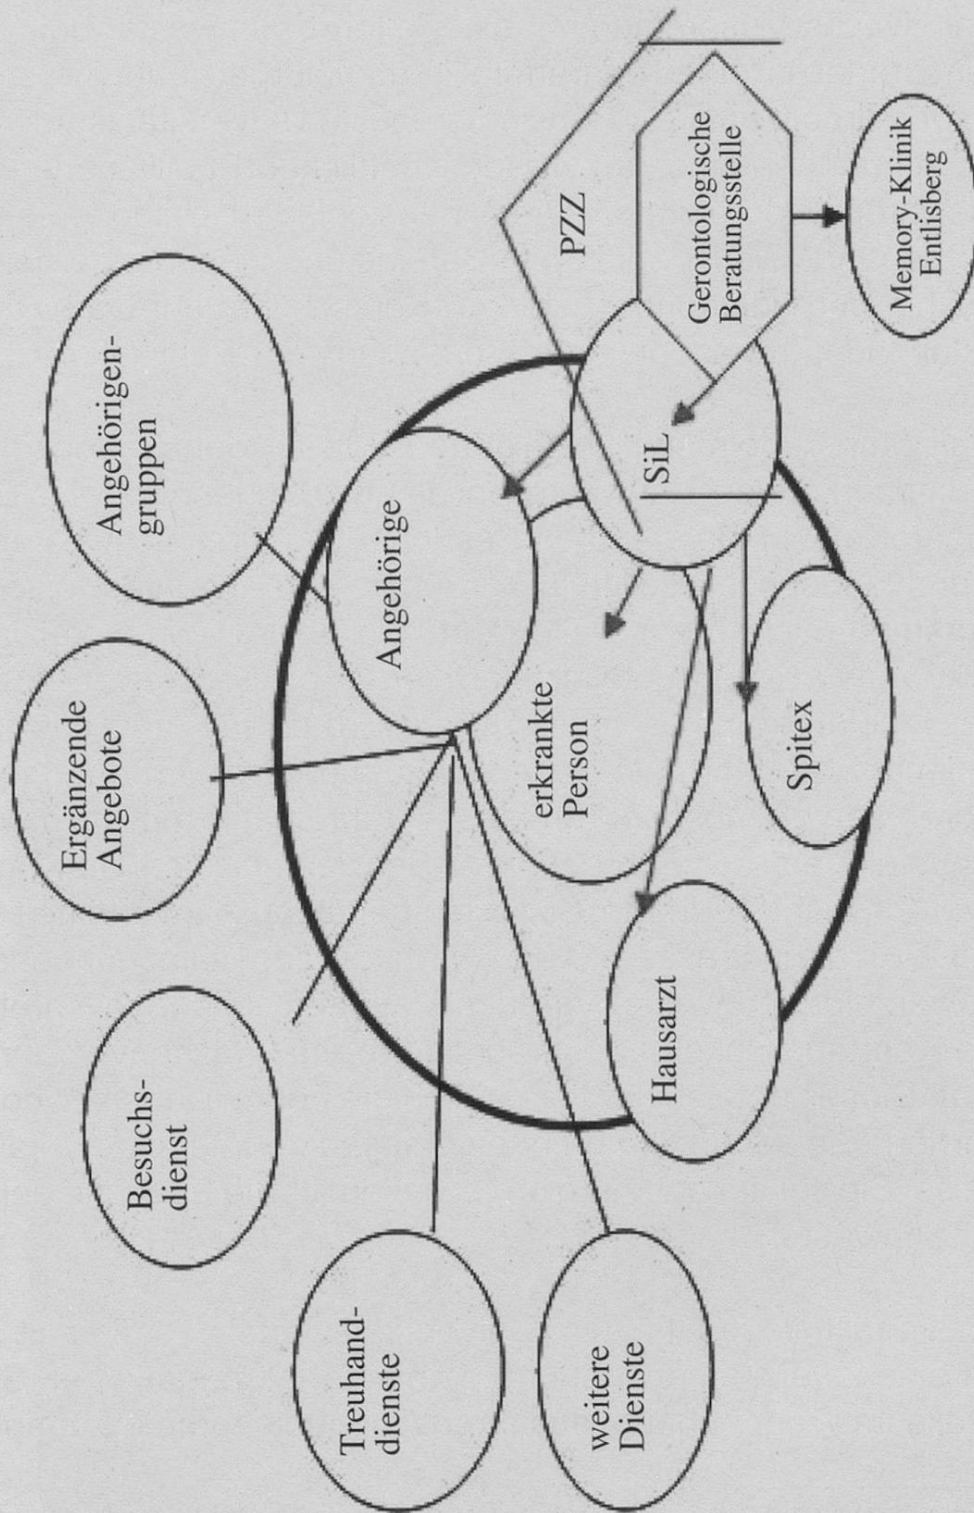 Treuhand-
dienste
weitere
Dienste
Besuchs-
dienst
Ergänzende
Angebote
Angehörigen-
gruppen
Angehörige
erkrankte
Person
Hausarzt
Spitex
SiL
PZZ
Gerontologische
Beratungsstelle
Memory-Klinik
Entlisberg